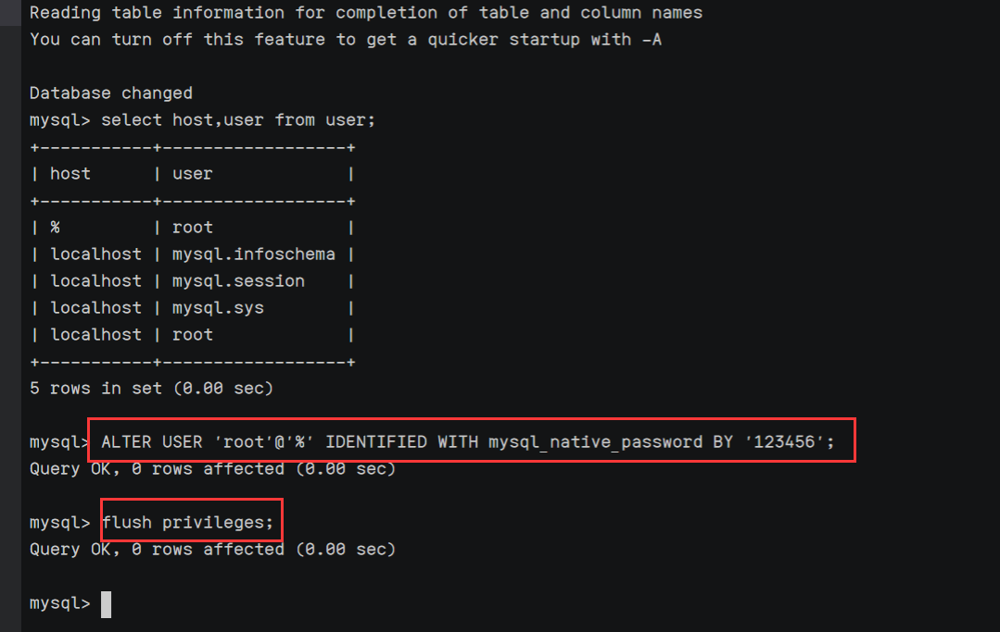 Reading table information for completion of table and column names
You can turn off this feature to get a quicker startup with -A
Database changed
mysql> select host,user from user;
+-----------+------------------+
| host      | user             |
+-----------+------------------+
| %         | root             |
| localhost | mysql.infoschema |
| localhost | mysql.session    |
| localhost | mysql.sys        |
| localhost | root             |
+-----------+------------------+
5 rows in set (0.00 sec)
mysql> ALTER USER 'root'@'%' IDENTIFIED WITH mysql_native_password BY '123456';
Query OK, 0 rows affected (0.00 sec)
mysql> flush privileges;
Query OK, 0 rows affected (0.00 sec)
mysql>